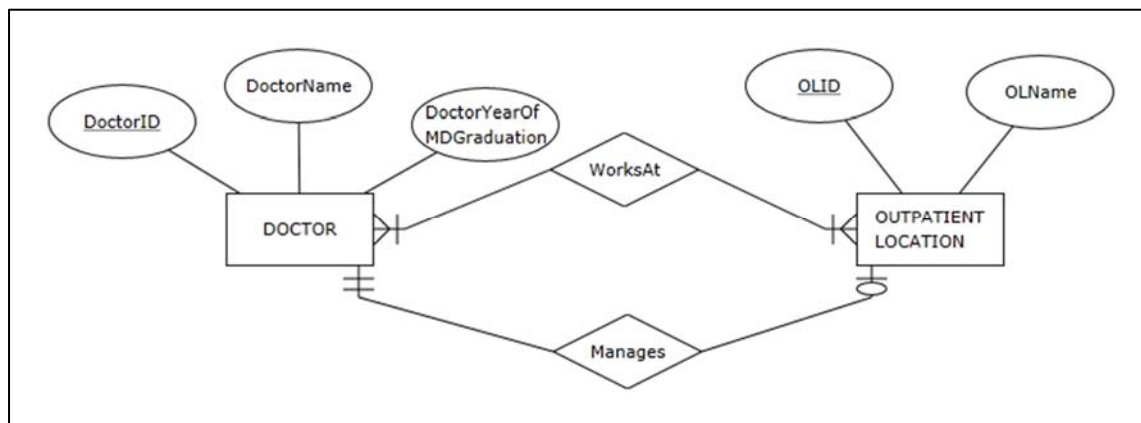 DoctorID
DoctorName
DoctorYearOf
MDGraduation
OLID
OLName
WorksAt
DOCTOR
OUTPATIENT
LOCATION
Manages